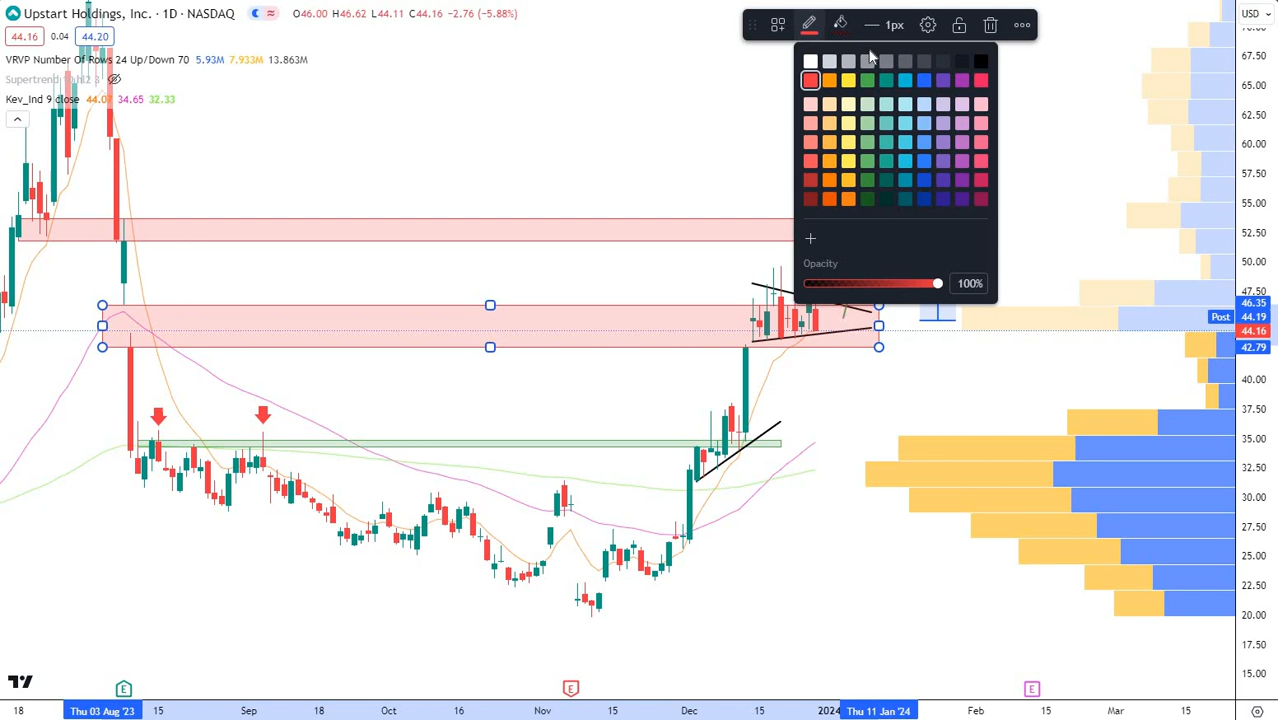 Upstart Holdings, Inc. · 1D · NASDAQ O46.00 H46.62 L44.11 C44.16 −2.76 (−5.88%)
44.16 0.04 44.20
VRVP Number Of Rows 24 Up/Down 70 5.93M 7.933M 13.863M
Kev_Ind 9 close 44.07 34.65 32.33
1px
USD
Opacity
100%
67.50
65.00
62.50
60.00
57.50
55.00
52.50
50.00
47.50
46.35
Post 44.19
44.16
42.79
40.00
37.50
35.00
32.50
30.00
27.50
25.00
22.50
20.00
17.50
15.00
E E E
18 Thu 03 Aug '23 15 Sep 18 Oct 16 Nov 15 Dec 15 2024 Thu 11 Jan '24 Feb 15 Mar 15